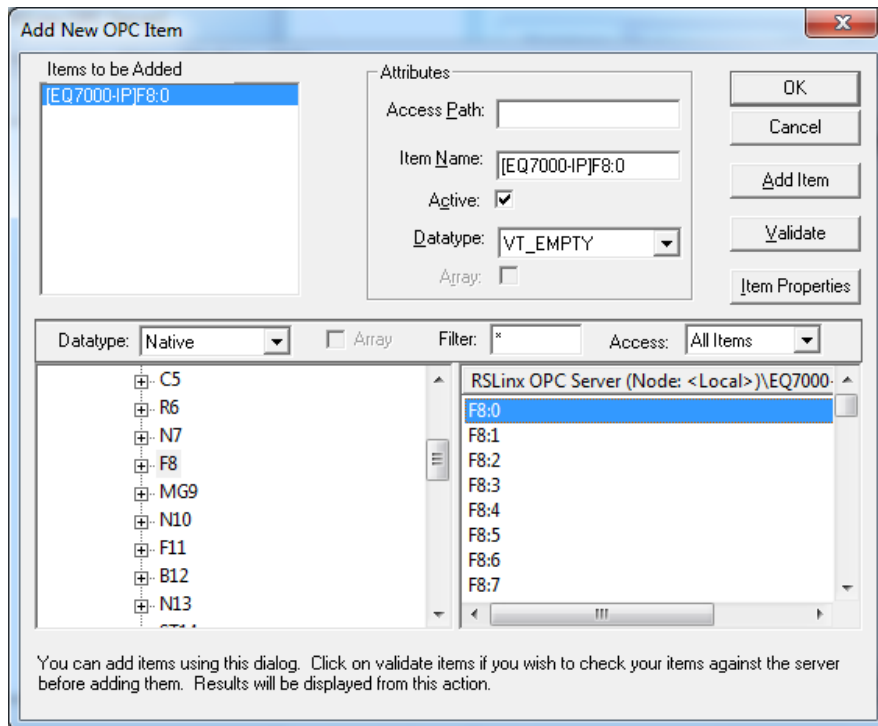 Add New OPC Item
Items to be Added
[EQ7000-IP]F8:0
Attributes
Access Path:
Item Name: [EQ7000-IP]F8:0
Active:
Datatype: VT_EMPTY
Array:
OK
Cancel
Add Item
Validate
Item Properties
Datatype: Native Array Filter: * Access: All Items
C5
R6
N7
F8
MG9
N10
F11
B12
N13
RSLinx OPC Server (Node: <Local>)\EQ7000-
F8:0
F8:1
F8:2
F8:3
F8:4
F8:5
F8:6
F8:7
You can add items using this dialog. Click on validate items if you wish to check your items against the server
before adding them. Results will be displayed from this action.